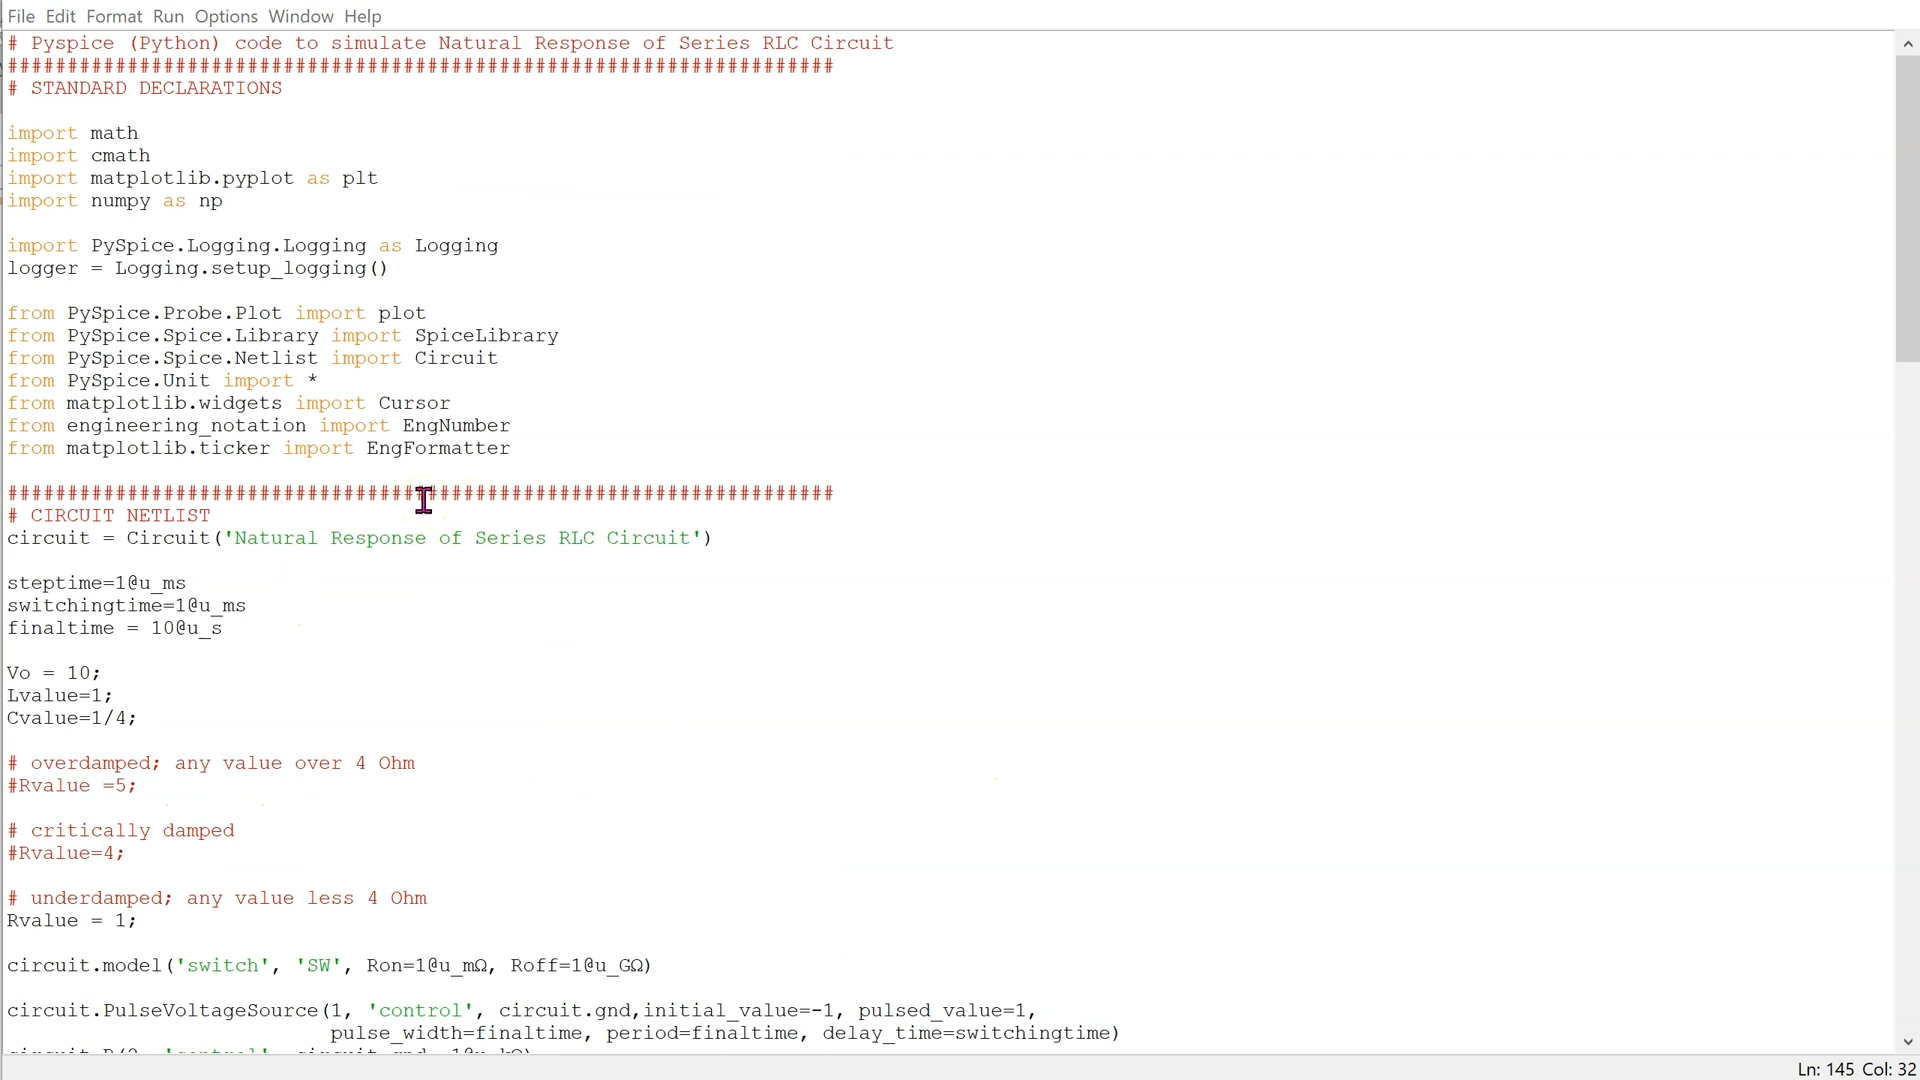 File Edit Format Run Options Window Help
# Pyspice (Python) code to simulate Natural Response of Series RLC Circuit
#####################################################################
# STANDARD DECLARATIONS
import math
import cmath
import matplotlib.pyplot as plt
import numpy as np
import PySpice.Logging.Logging as Logging
logger = Logging.setup_logging()
from PySpice.Probe.Plot import plot
from PySpice.Spice.Library import SpiceLibrary
from PySpice.Spice.Netlist import Circuit
from PySpice.Unit import *
from matplotlib.widgets import Cursor
from engineering_notation import EngNumber
from matplotlib.ticker import EngFormatter
#####################################################################
# CIRCUIT NETLIST
circuit = Circuit('Natural Response of Series RLC Circuit')
steptime=1@u_ms
switchingtime=1@u_ms
finaltime = 10@u_s
Vo = 10;
Lvalue=1;
Cvalue=1/4;
# overdamped; any value over 4 Ohm
#Rvalue =5;
# critically damped
#Rvalue=4;
# underdamped; any value less 4 Ohm
Rvalue = 1;
circuit.model('switch', 'SW', Ron=1@u_mΩ, Roff=1@u_GΩ)
circuit.PulseVoltageSource(1, 'control', circuit.gnd,initial_value=-1, pulsed_value=1,
pulse_width=finaltime, period=finaltime, delay_time=switchingtime)
Ln: 145 Col: 32